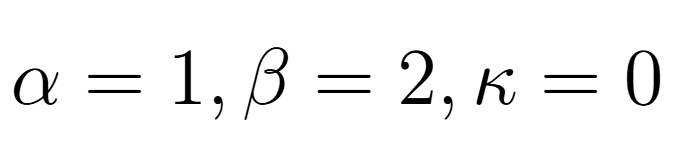 α = 1, β = 2, κ = 0